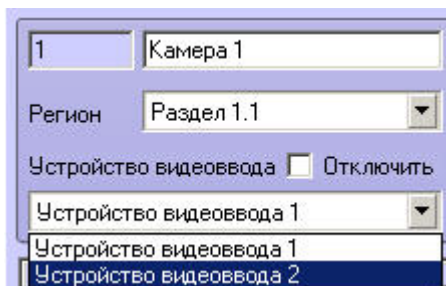 1 Камера 1
Регион Раздел 1.1
Устройство видеоввода Отключить
Устройство видеоввода 1
Устройство видеоввода 1
Устройство видеоввода 2